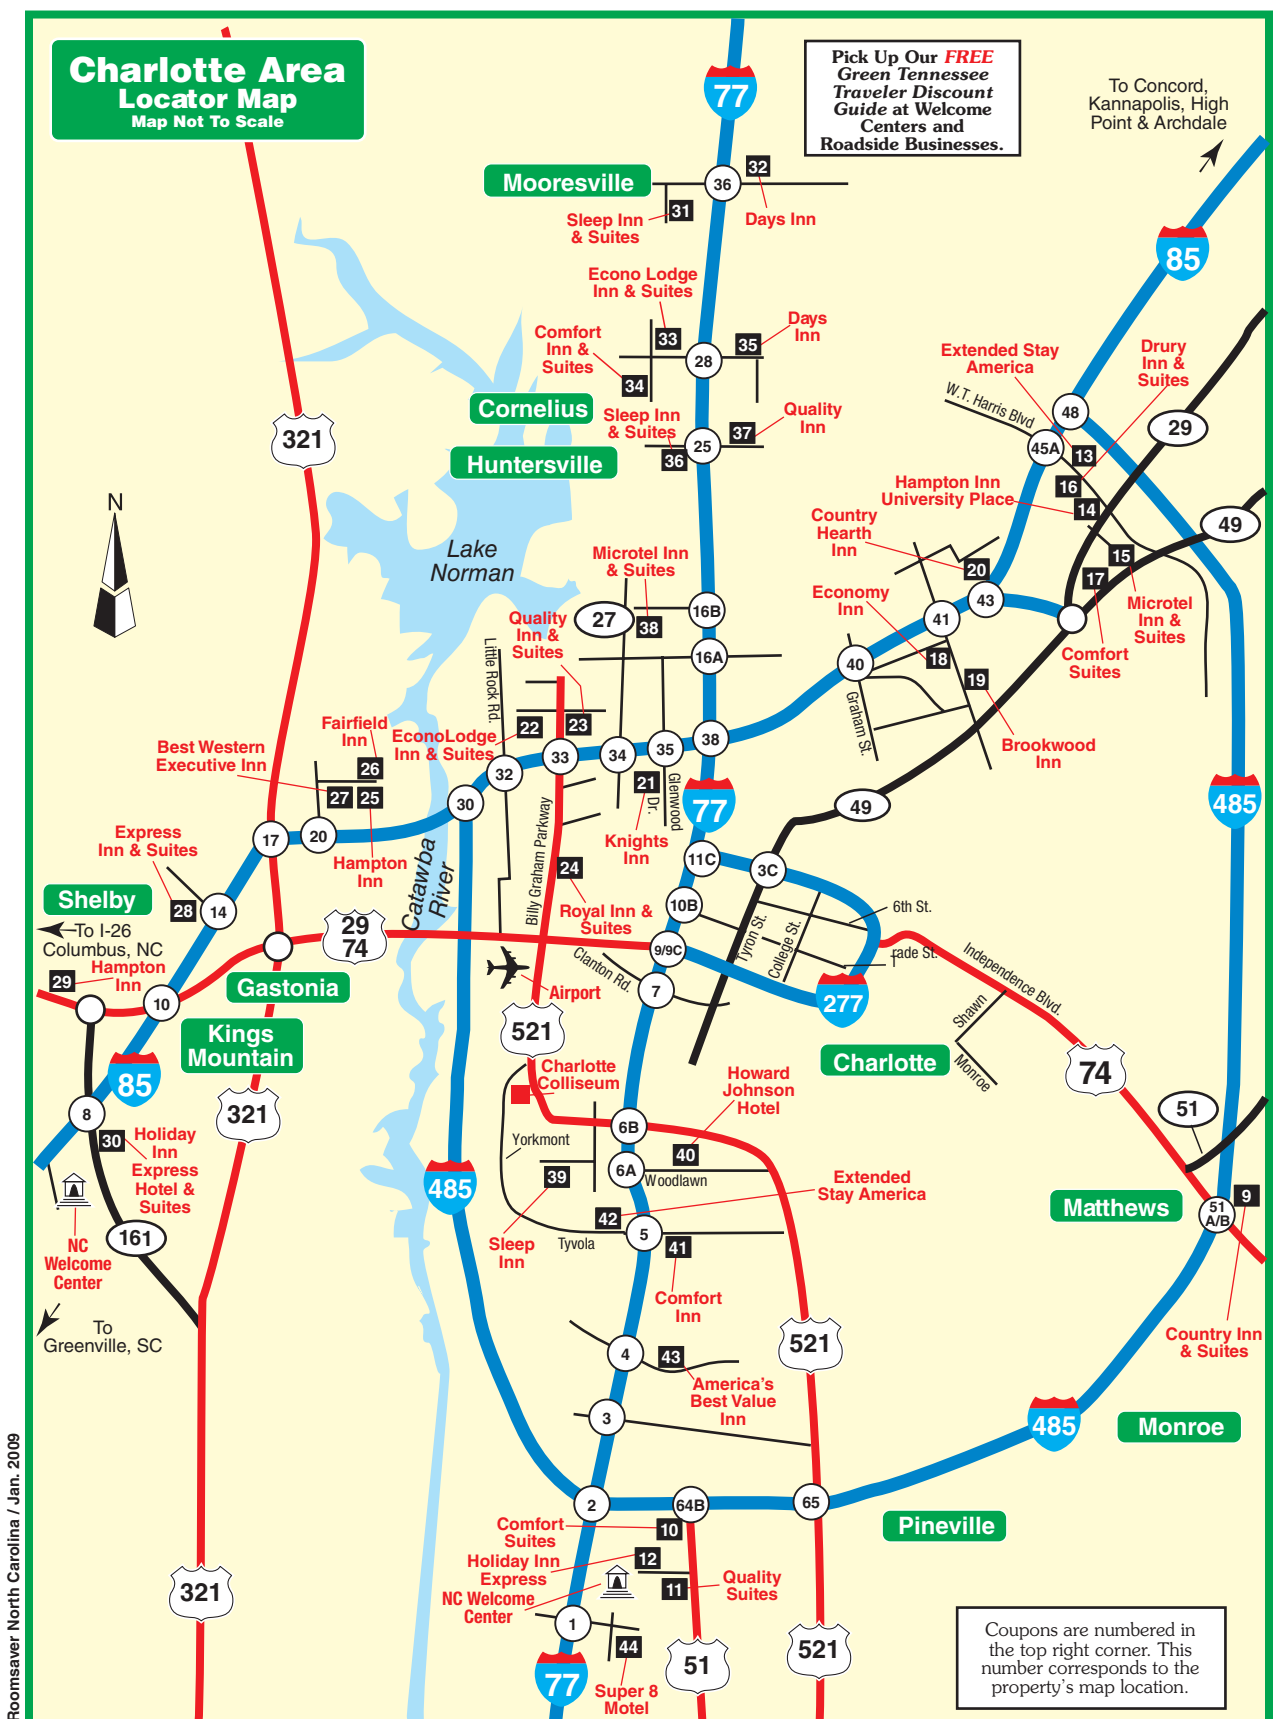 Charlotte Area
Locator Map
Map Not To Scale
77
Pick Up Our FREE
Green Tennessee
Traveler Discount
Guide at Welcome
Centers and
Roadside Businesses.
To Concord,
Kannapolis, High
Point & Archdale
Mooresville
36
32
31
Sleep Inn
& Suites
Days Inn
85
Econo Lodge
Inn & Suites
33
Comfort
Inn &
Suites
34
28
35
Days
Inn
Cornelius
Sleep Inn
& Suites
36
25
37
Quality
Inn
Huntersville
321
Extended Stay
America
Drury
Inn &
Suites
W.T. Harris Blvd
48
45A
13
29
16
14
Hampton Inn
University Place
49
Country
Hearth
Inn
20
15
17
Microtel
Inn &
Suites
Comfort
Suites
N
Lake
Norman
Microtel Inn
& Suites
27
38
16B
16A
Economy
Inn
43
41
40
18
19
Graham St.
Brookwood
Inn
Quality
Inn &
Suites
Little Rock Rd.
22
23
EconoLodge
Inn & Suites
33
34
35
38
32
30
21
Glenwood
Dr.
Knights
Inn
77
49
485
Fairfield
Inn
26
Best Western
Executive Inn
27
25
17
20
Hampton
Inn
Express
Inn & Suites
28
14
Shelby
To I-26
Columbus, NC
Hampton
Inn
29
10
29
74
Gastonia
Kings
Mountain
85
8
321
Catawba
River
Billy Graham Parkway
24
Royal Inn &
Suites
11C
3C
10B
9/9C
7
Clanton Rd.
Tyron St.
College St.
6th St.
Trade St.
277
Independence Blvd.
Shawn
Monroe
74
51
Airport
521
Charlotte
Charlotte
Colliseum
Howard
Johnson
Hotel
6B
40
6A
Woodlawn
Yorkmont
39
Extended
Stay America
42
5
Tyvola
41
Sleep
Inn
Comfort
Inn
485
30
Holiday
Inn
Express
Hotel &
Suites
161
NC
Welcome
Center
To
Greenville, SC
Matthews
51
A/B
9
Country Inn
& Suites
521
4
43
America's
Best Value
Inn
3
485
Monroe
2
64B
65
Pineville
Comfort
Suites
10
Holiday Inn
Express
12
NC Welcome
Center
11
Quality
Suites
1
44
Super 8
Motel
77
51
521
321
Coupons are numbered in
the top right corner. This
number corresponds to the
property's map location.
Roomsaver North Carolina / Jan. 2009